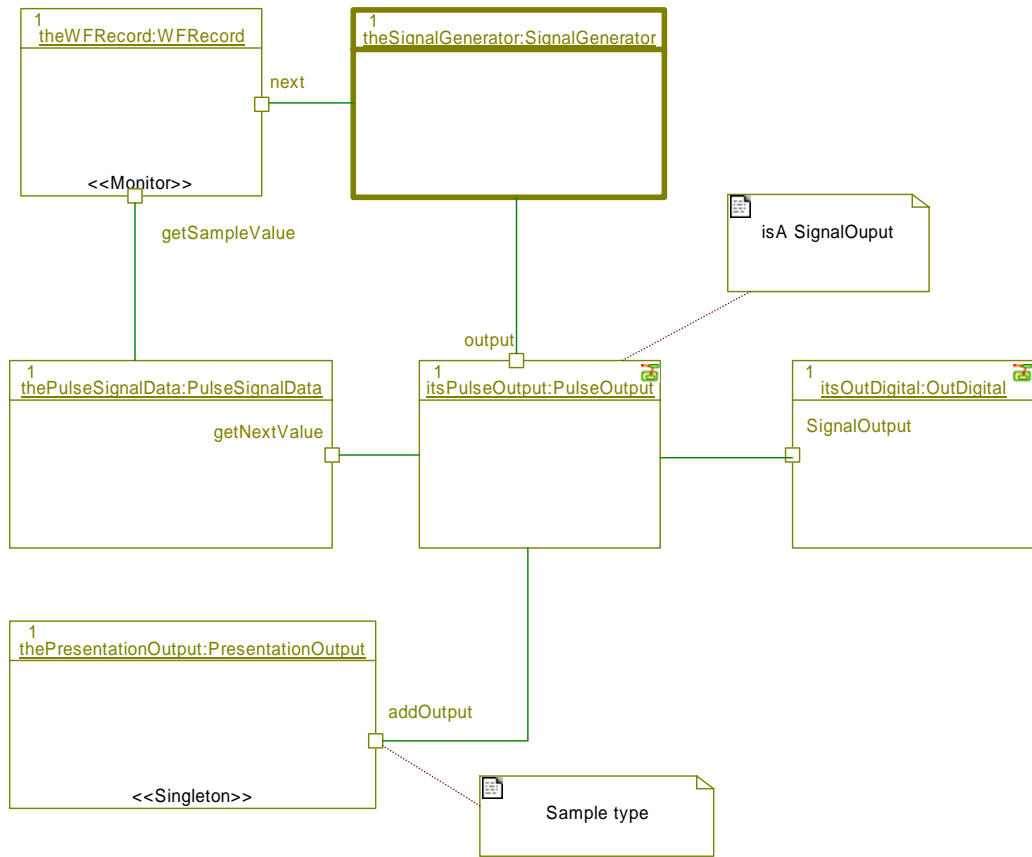 1
theWFRecord:WFRecord
<<Monitor>>
1
theSignalGenerator:SignalGenerator
next
getSampleValue
isA SignalOuput
output
1
thePulseSignalData:PulseSignalData
getNextValue
1
itsPulseOutput:PulseOutput
1
itsOutDigital:OutDigital
SignalOutput
1
thePresentationOutput:PresentationOutput
<<Singleton>>
addOutput
Sample type